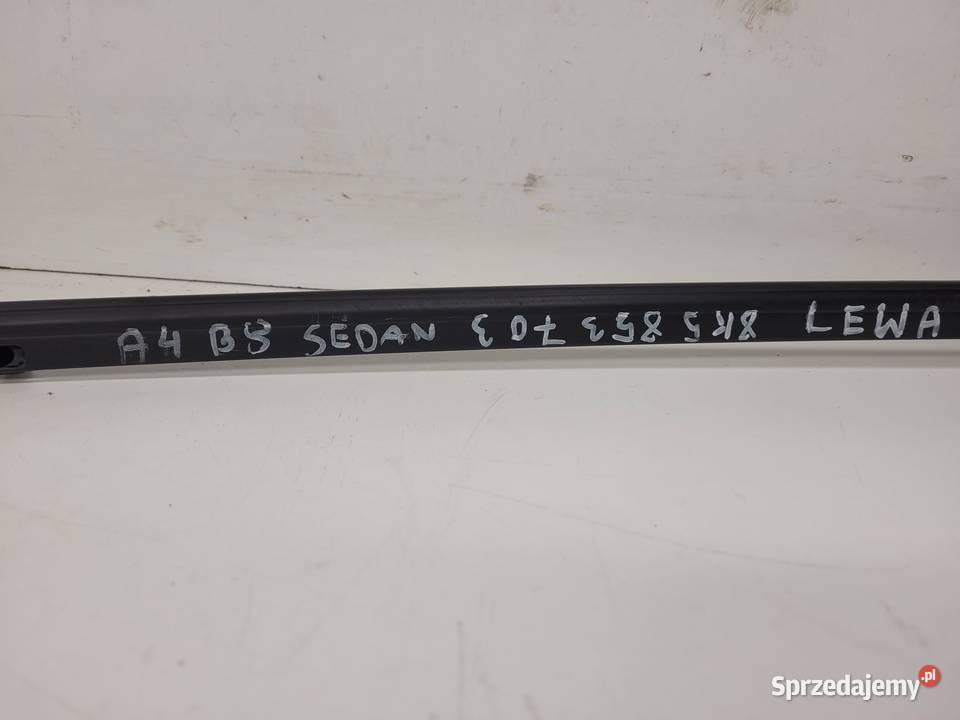 A4 B8 SEDAN 8K5 853 703 LEWA
Sprzedajemy.pl